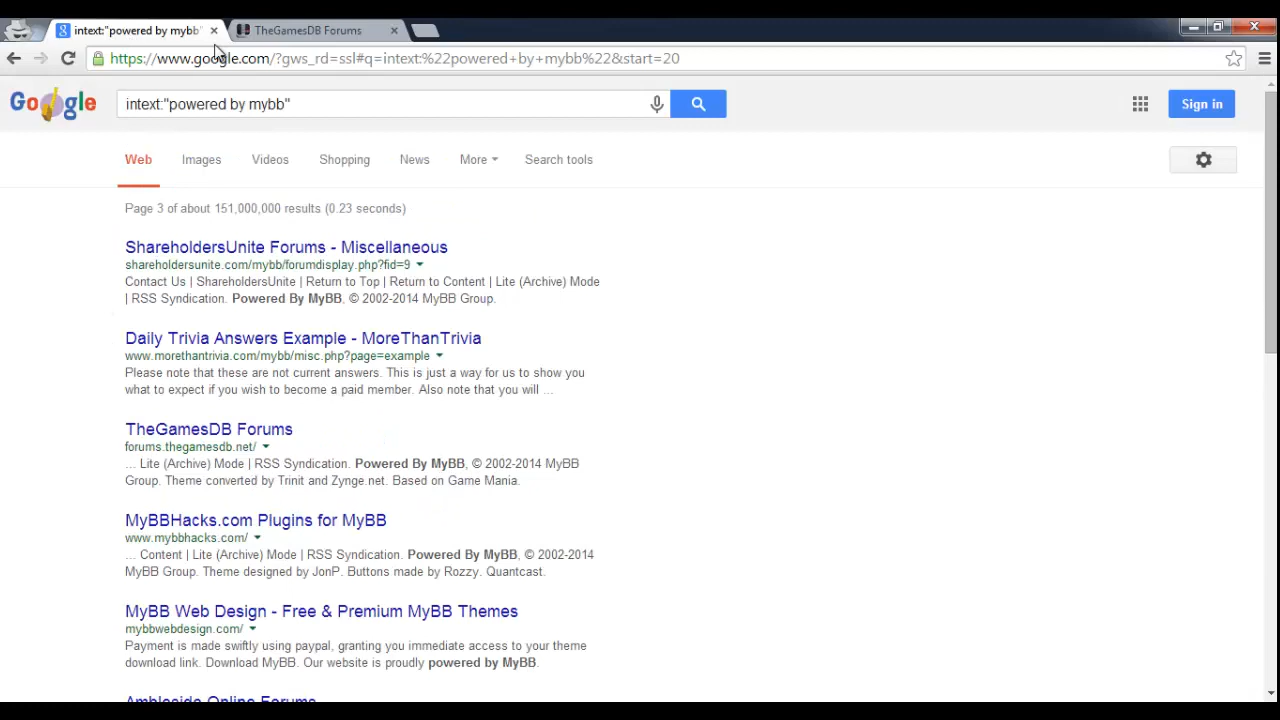 intext:"powered by mybb"
TheGamesDB Forums
https://www.google.com/?gws_rd=ssl#q=intext:%22powered+by+mybb%22&start=20
Google
intext:"powered by mybb"
Sign in
Web Images Videos Shopping News More Search tools
Page 3 of about 151,000,000 results (0.23 seconds)
ShareholdersUnite Forums - Miscellaneous
shareholdersunite.com/mybb/forumdisplay.php?fid=9
Contact Us | ShareholdersUnite | Return to Top | Return to Content | Lite (Archive) Mode
| RSS Syndication. Powered By MyBB, © 2002-2014 MyBB Group.
Daily Trivia Answers Example - MoreThanTrivia
www.morethantrivia.com/mybb/misc.php?page=example
Please note that these are not current answers. This is just a way for us to show you
what to expect if you wish to become a paid member. Also note that you will ...
TheGamesDB Forums
forums.thegamesdb.net/
... Lite (Archive) Mode | RSS Syndication. Powered By MyBB, © 2002-2014 MyBB
Group. Theme converted by Trinit and Zynge.net. Based on Game Mania.
MyBBHacks.com Plugins for MyBB
www.mybbhacks.com/
... Content | Lite (Archive) Mode | RSS Syndication. Powered By MyBB, © 2002-2014
MyBB Group. Theme designed by JonP. Buttons made by Rozzy. Quantcast.
MyBB Web Design - Free & Premium MyBB Themes
mybbwebdesign.com/
Payment is made swiftly using paypal, granting you immediate access to your theme
download link. Download MyBB. Our website is proudly powered by MyBB.
Ambleside Online Forums